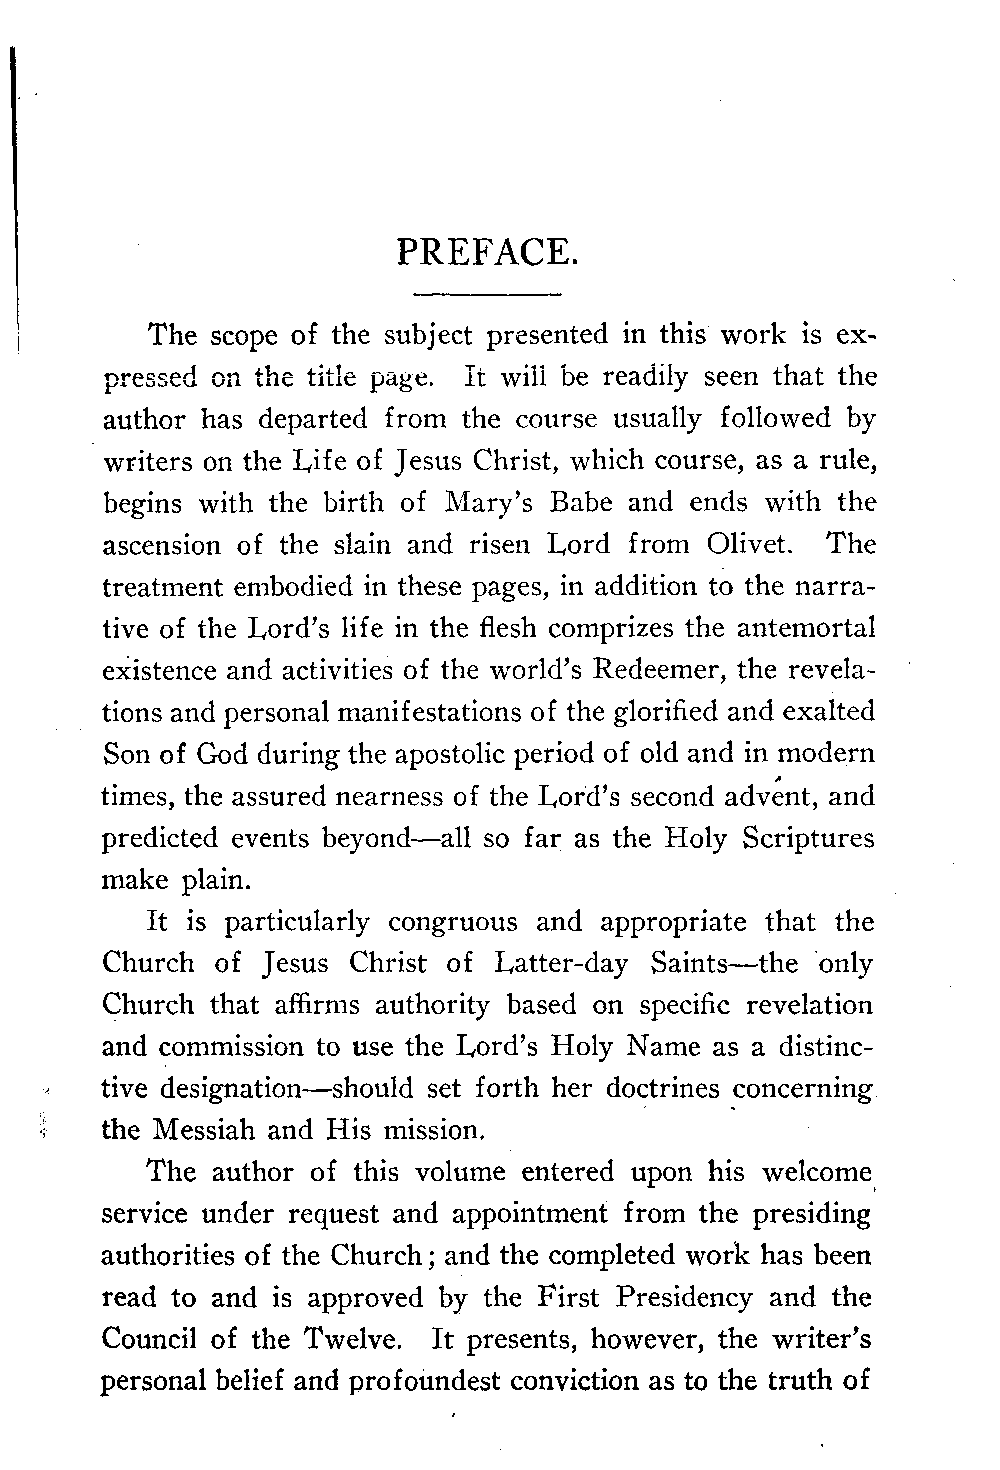 PREFACE.
The scope of the subject presented in this work is ex-
pressed on the title page. It will be readily seen that the
author has departed from the course usually followed by
writers on the Life of Jesus Christ, which course, as a rule,
begins with the birth of Mary's Babe and ends with the
ascension of the slain and risen Lord from Olivet. The
treatment embodied in these pages, in addition to the narra-
tive of the Lord's life in the flesh comprizes the antemortal
existence and activities of the world's Redeemer, the revela-
tions and personal manifestations of the glorified and exalted
Son of God during the apostolic period of old and in modern
times, the assured nearness of the Lord's second advent, and
predicted events beyond—all so far as the Holy Scriptures
make plain.
It is particularly congruous and appropriate that the
Church of Jesus Christ of Latter-day Saints—the only
Church that affirms authority based on specific revelation
and commission to use the Lord's Holy Name as a distinc-
tive designation—should set forth her doctrines concerning
the Messiah and His mission.
The author of this volume entered upon his welcome
service under request and appointment from the presiding
authorities of the Church; and the completed work has been
read to and is approved by the First Presidency and the
Council of the Twelve. It presents, however, the writer's
personal belief and profoundest conviction as to the truth of